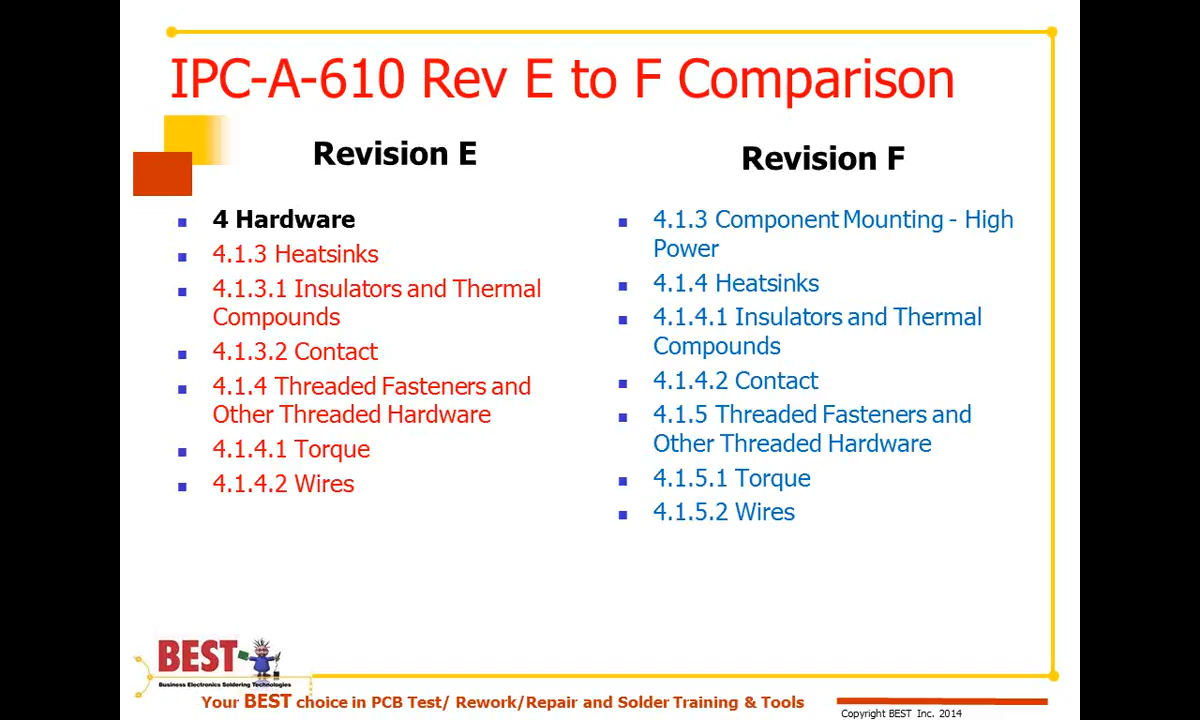 IPC-A-610 Rev E to F Comparison
Revision E
4 Hardware
4.1.3 Heatsinks
4.1.3.1 Insulators and Thermal
Compounds
4.1.3.2 Contact
4.1.4 Threaded Fasteners and
Other Threaded Hardware
4.1.4.1 Torque
4.1.4.2 Wires
Revision F
4.1.3 Component Mounting - High
Power
4.1.4 Heatsinks
4.1.4.1 Insulators and Thermal
Compounds
4.1.4.2 Contact
4.1.5 Threaded Fasteners and
Other Threaded Hardware
4.1.5.1 Torque
4.1.5.2 Wires
BEST
Business Electronics Soldering Technologies
Your BEST choice in PCB Test/ Rework/Repair and Solder Training & Tools
Copyright BEST Inc. 2014